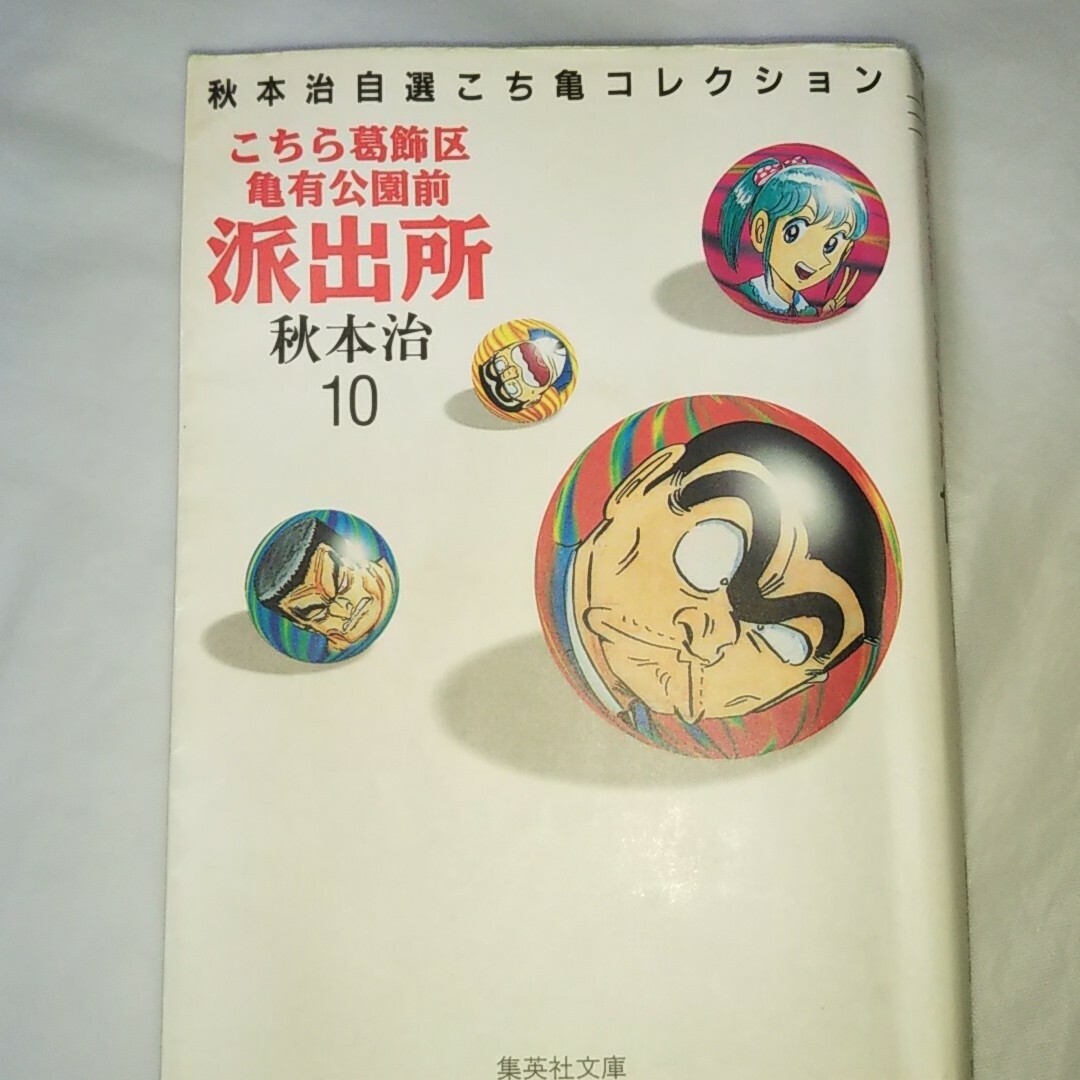 秋本治自選こち亀コレクション
こちら葛飾区
亀有公園前
派出所
秋本治
10
集英社文庫